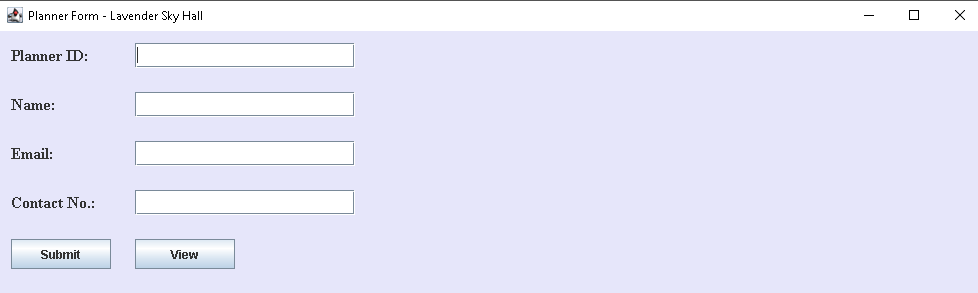 Planner Form - Lavender Sky Hall
Planner ID:
Name:
Email:
Contact No.:
Submit View